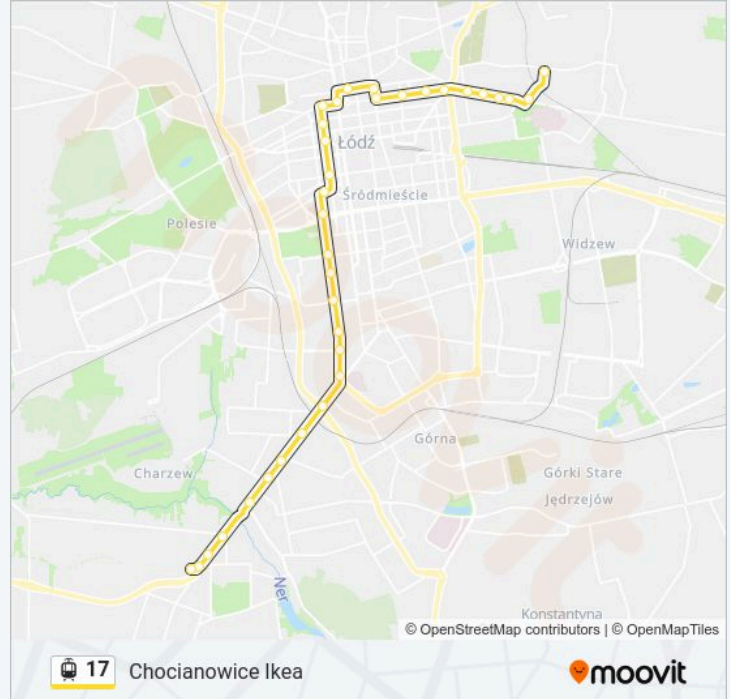 Łódź
Śródmieście
Polesie
Widzew
Górna
Górki Stare
Jędrzejów
Charzew
Ner
Konstantyna
© OpenStreetMap contributors | © OpenMapTiles
17 Chocianowice Ikea
moovit